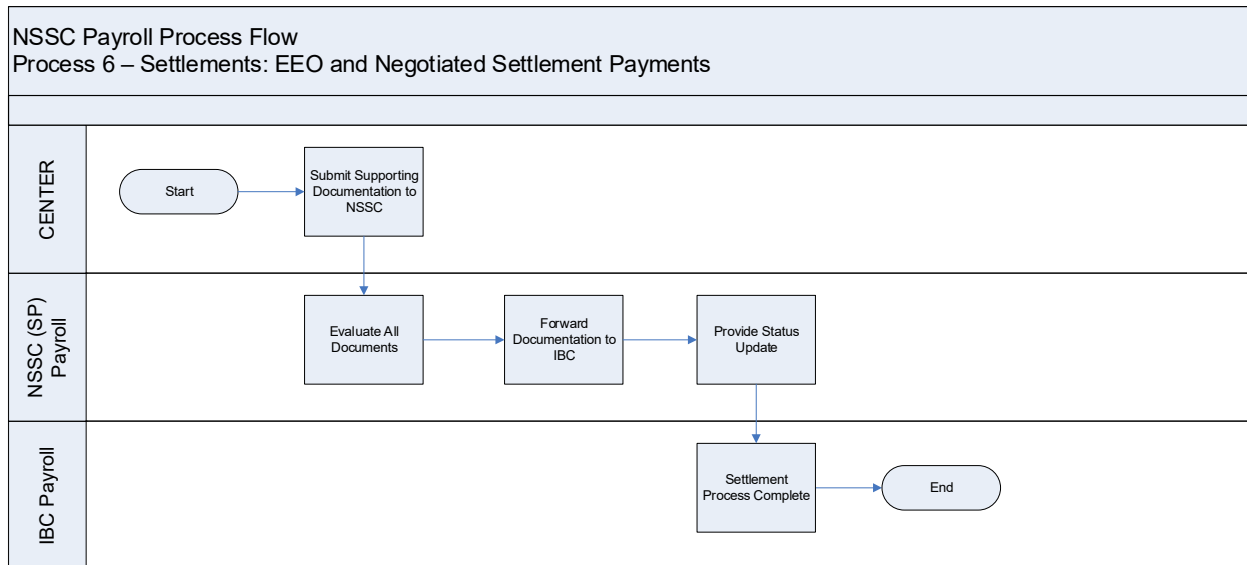 NSSC Payroll Process Flow
Process 6 – Settlements: EEO and Negotiated Settlement Payments
CENTER
Start
Submit Supporting
Documentation to
NSSC
NSSC (SP)
Payroll
Evaluate All
Documents
Forward
Documentation to
IBC
Provide Status
Update
IBC Payroll
Settlement
Process Complete
End